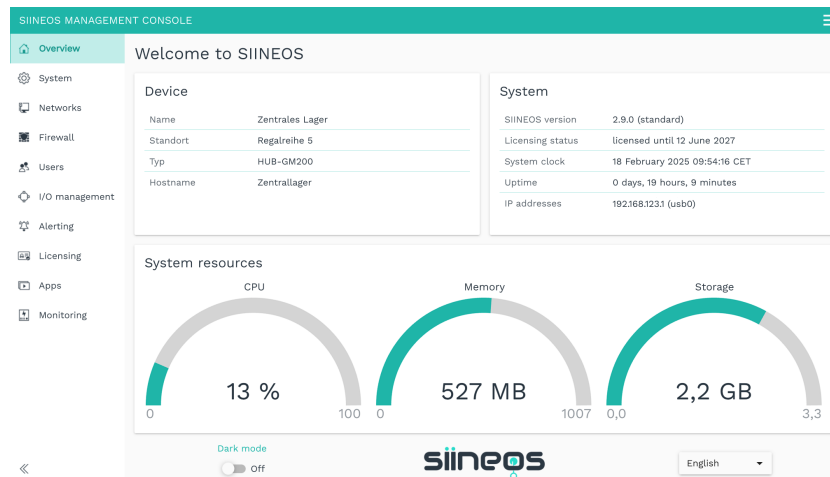 SIINEOS MANAGEMENT CONSOLE
Overview
System
Networks
Firewall
Users
I/O management
Alerting
Licensing
Apps
Monitoring
Welcome to SIINEOS
Device
Name Zentrales Lager
Standort Regalreihe 5
Typ HUB-GM200
Hostname Zentrallager
System
SIINEOS version 2.9.0 (standard)
Licensing status licensed until 12 June 2027
System clock 18 February 2025 09:54:16 CET
Uptime 0 days, 19 hours, 9 minutes
IP addresses 192.168.123.1 (usb0)
System resources
CPU
13 %
0 100
Memory
527 MB
0 1007
Storage
2,2 GB
0,0 3,3
Dark mode
Off
siineos
English